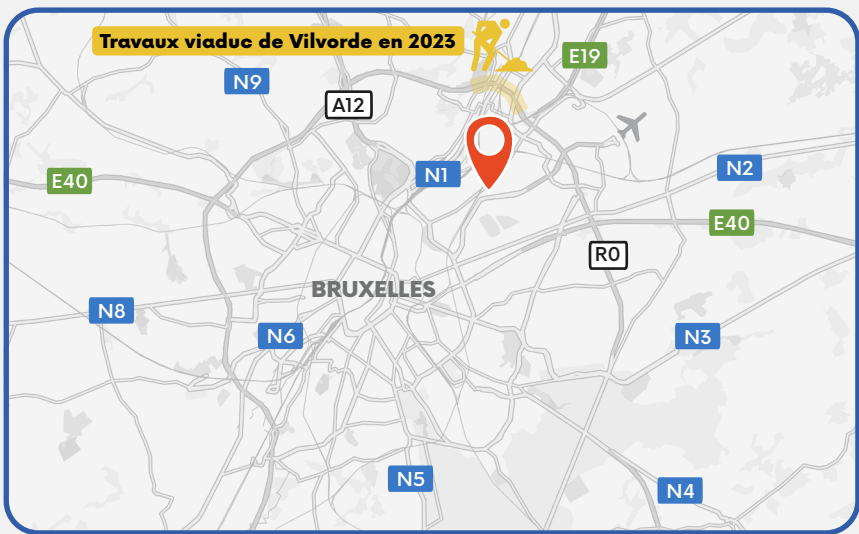 Travaux viaduc de Vilvorde en 2023
E19
N9
A12
N1
N2
E40
E40
R0
BRUXELLES
N8
N6
N3
N5
N4